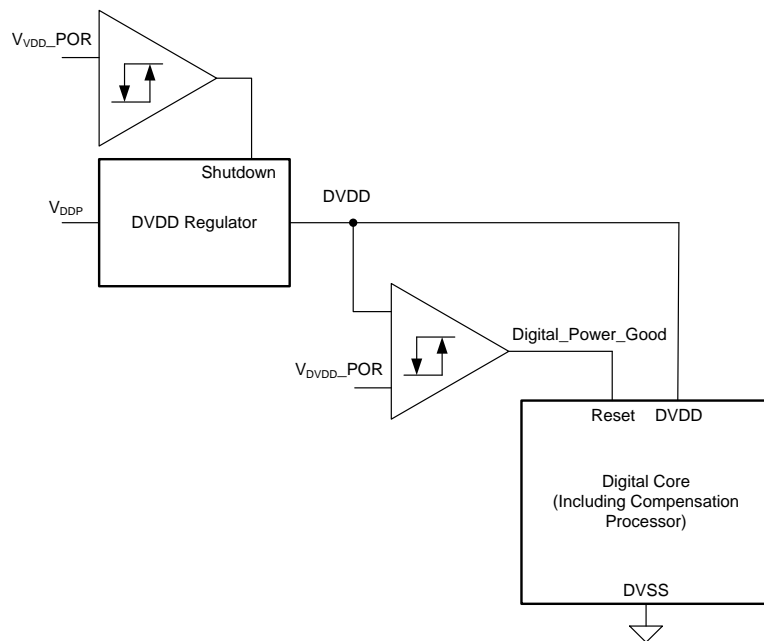 VVDD_POR
Shutdown
VDDP
DVDD Regulator
DVDD
Digital_Power_Good
VDVDD_POR
Reset DVDD
Digital Core
(Including Compensation
Processor)
DVSS